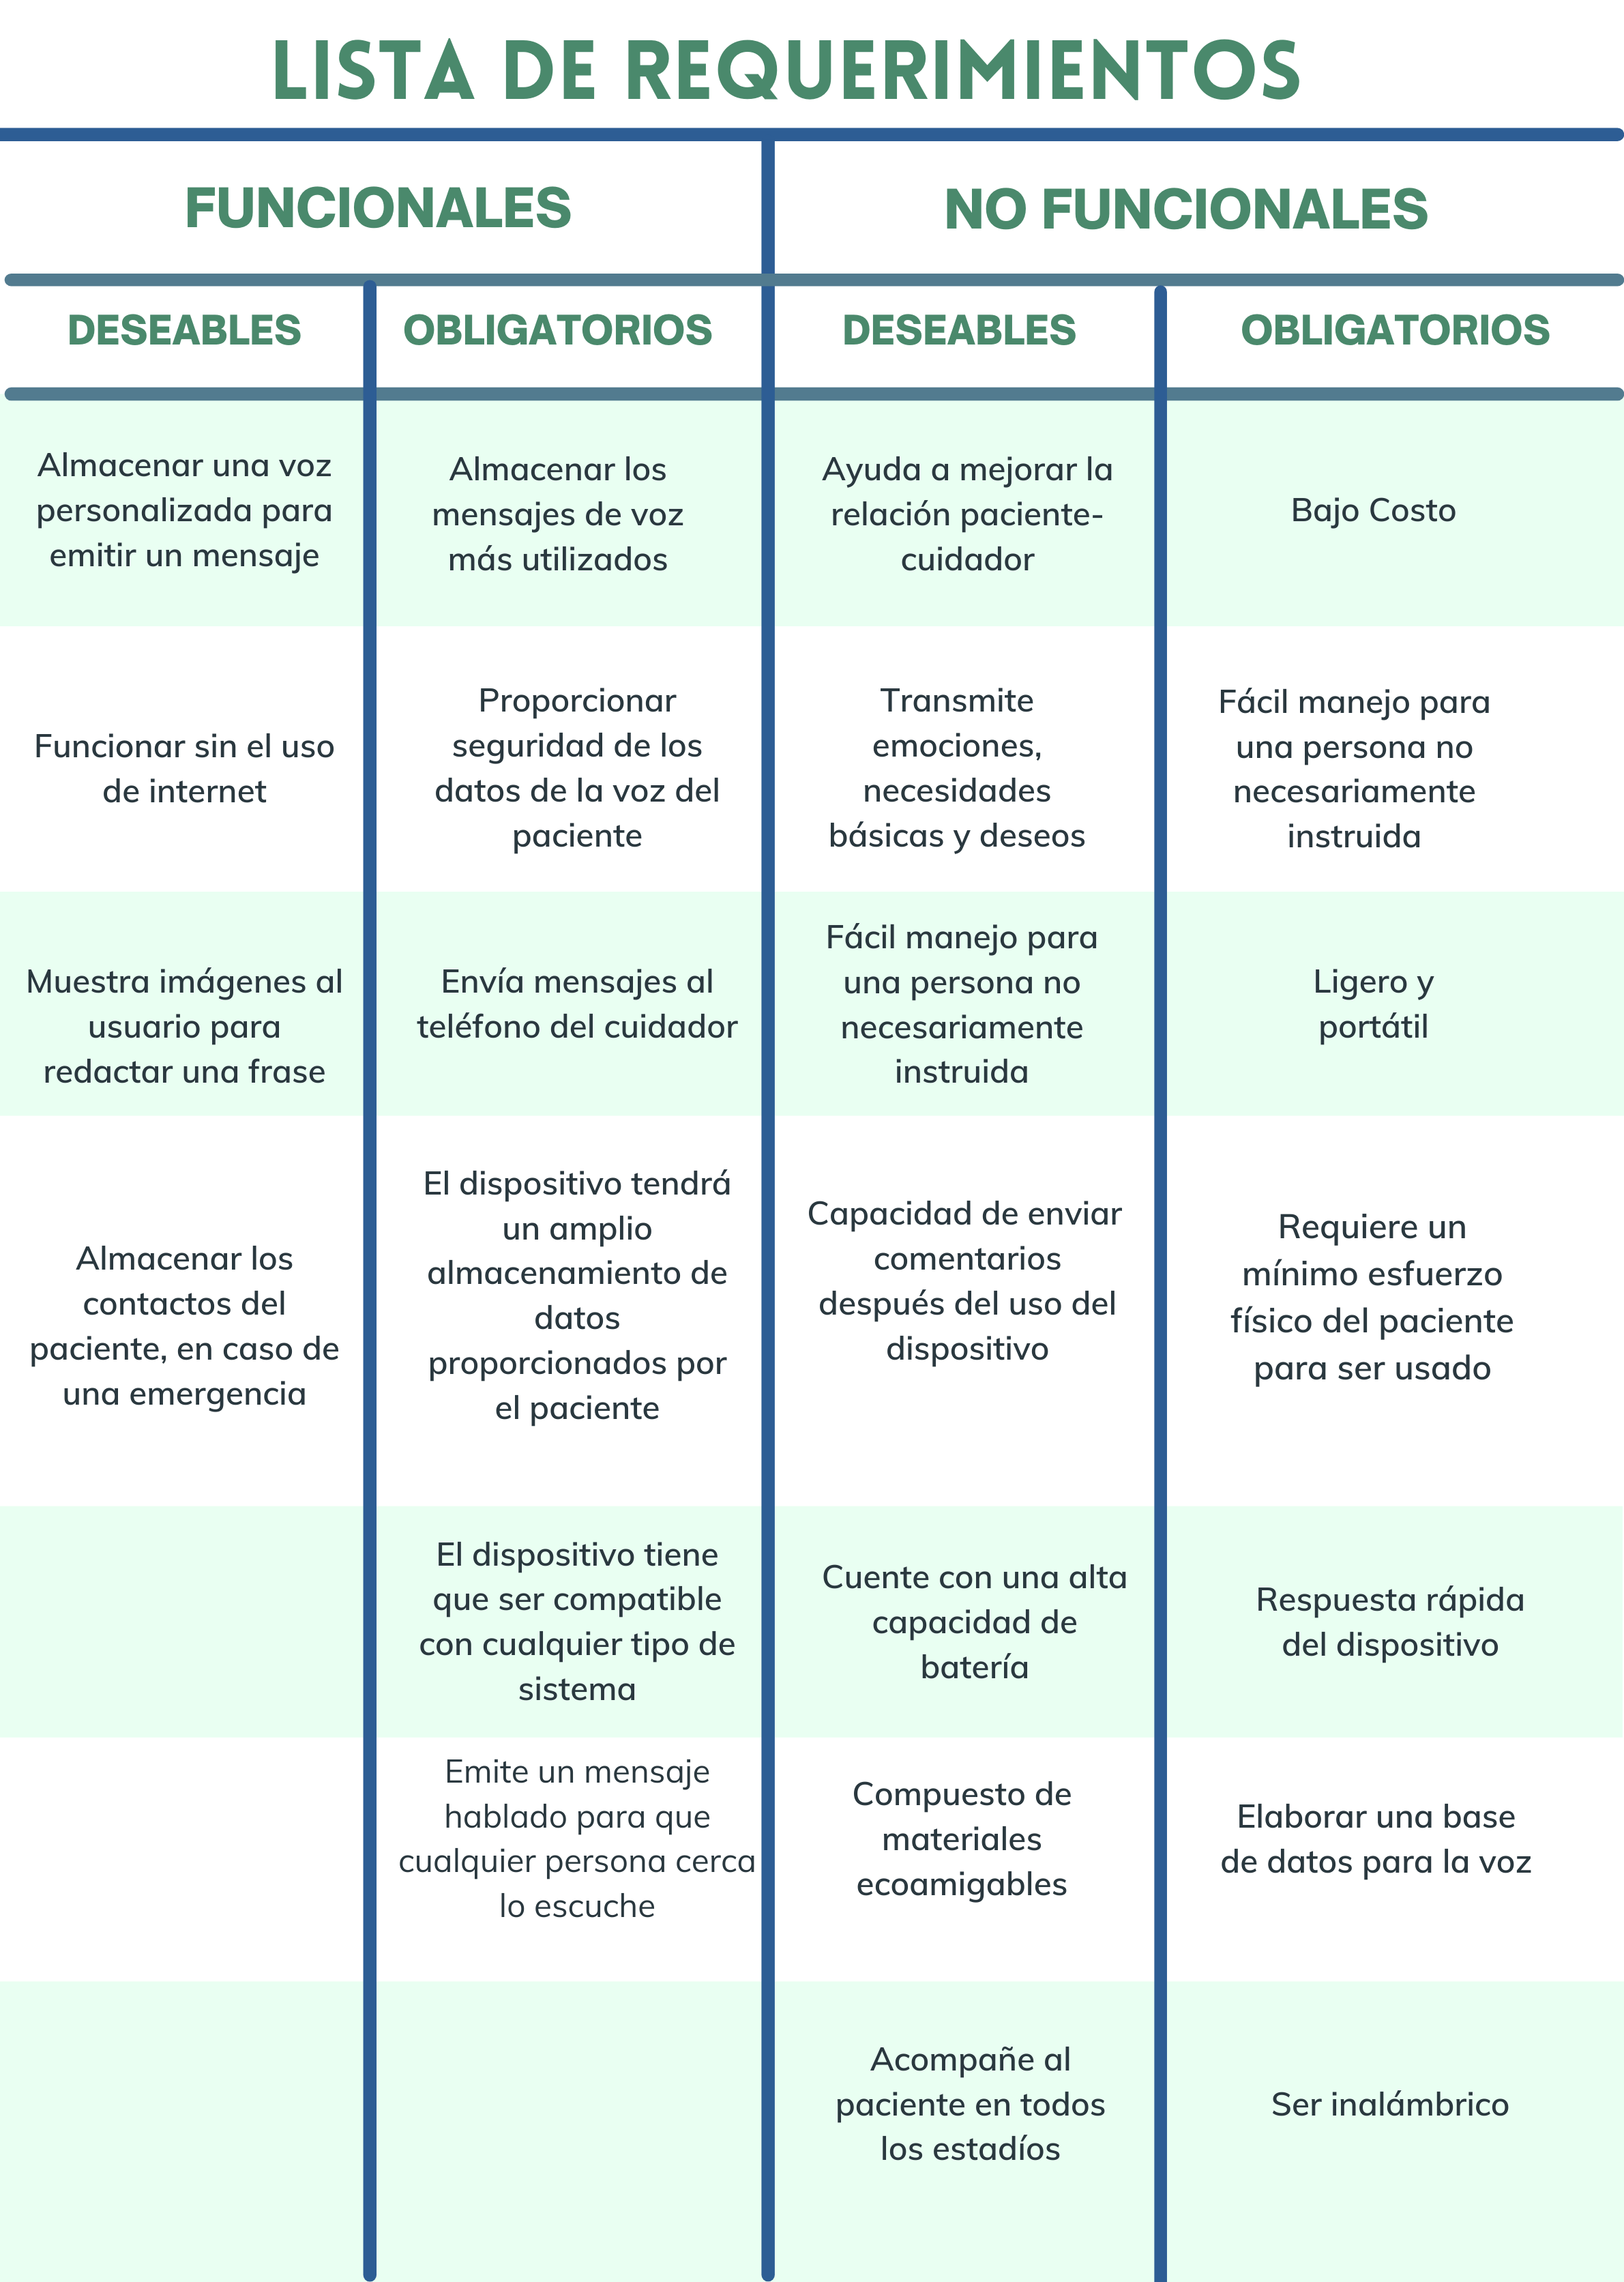 LISTA DE REQUERIMIENTOS
FUNCIONALES
NO FUNCIONALES
DESEABLES
OBLIGATORIOS
DESEABLES
OBLIGATORIOS
Almacenar una voz
personalizada para
emitir un mensaje
Almacenar los
mensajes de voz
más utilizados
Ayuda a mejorar la
relación paciente-
cuidador
Bajo Costo
Funcionar sin el uso
de internet
Proporcionar
seguridad de los
datos de la voz del
paciente
Transmite
emociones,
necesidades
básicas y deseos
Fácil manejo para
una persona no
necesariamente
instruida
Muestra imágenes al
usuario para
redactar una frase
Envía mensajes al
teléfono del cuidador
Fácil manejo para
una persona no
necesariamente
instruida
Ligero y
portátil
Almacenar los
contactos del
paciente, en caso de
una emergencia
El dispositivo tendrá
un amplio
almacenamiento de
datos
proporcionados por
el paciente
Capacidad de enviar
comentarios
después del uso del
dispositivo
Requiere un
mínimo esfuerzo
físico del paciente
para ser usado
El dispositivo tiene
que ser compatible
con cualquier tipo de
sistema
Cuente con una alta
capacidad de
batería
Respuesta rápida
del dispositivo
Emite un mensaje
hablado para que
cualquier persona cerca
lo escuche
Compuesto de
materiales
ecoamigables
Elaborar una base
de datos para la voz
Acompañe al
paciente en todos
los estadíos
Ser inalámbrico